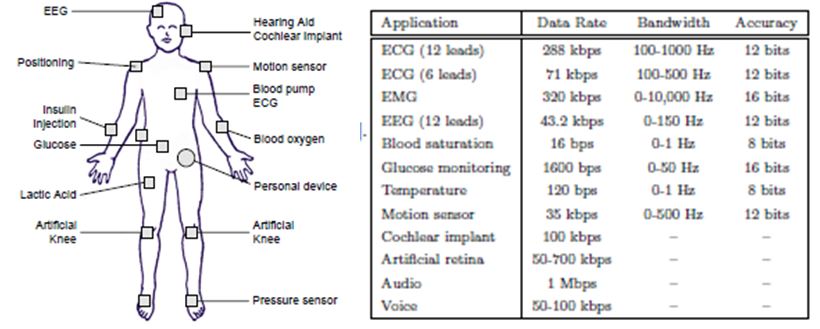 EEG
Hearing Aid
Cochlear Implant
Positioning
Motion sensor
Blood pump
ECG
Insulin
Injection
Blood oxygen
Glucose
Personal device
Lactic Acid
Artificial
Knee
Artificial
Knee
Pressure sensor
Application Data Rate Bandwidth Accuracy
ECG (12 leads) 288 kbps 100-1000 Hz 12 bits
ECG (6 leads) 71 kbps 100-500 Hz 12 bits
EMG 320 kbps 0-10,000 Hz 16 bits
EEG (12 leads) 43.2 kbps 0-150 Hz 12 bits
Blood saturation 16 bps 0-1 Hz 8 bits
Glucose monitoring 1600 bps 0-50 Hz 16 bits
Temperature 120 bps 0-1 Hz 8 bits
Motion sensor 35 kbps 0-500 Hz 12 bits
Cochlear implant 100 kbps – –
Artificial retina 50-700 kbps – –
Audio 1 Mbps – –
Voice 50-100 kbps – –